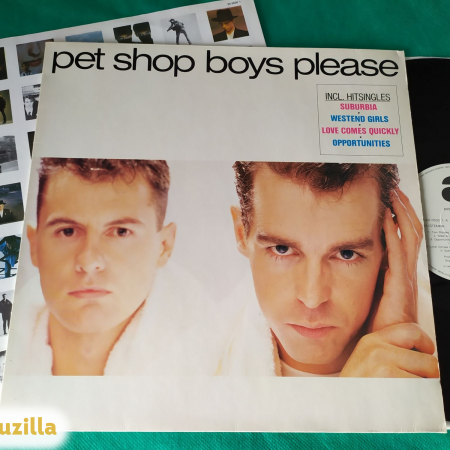 pet shop boys please
INCL. HITSINGLES
SUBURBIA
•
WESTEND GIRLS
•
LOVE COMES QUICKLY
•
OPPORTUNITIES
uzilla